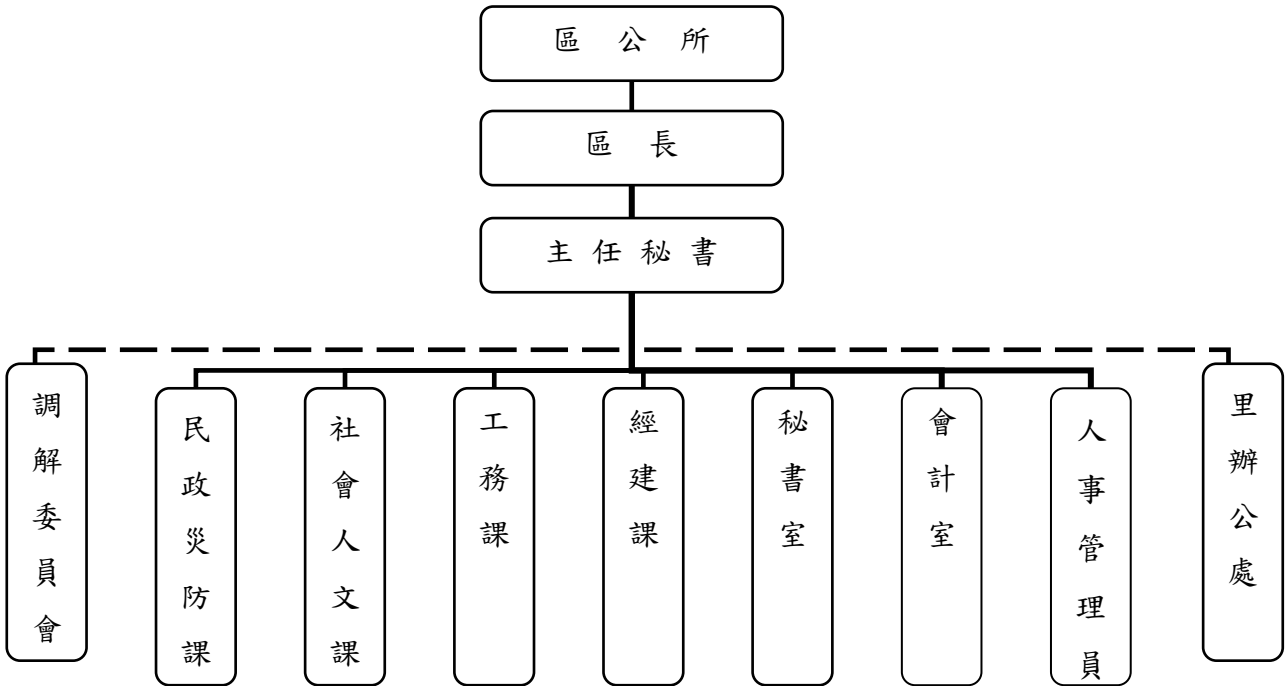 區公所
區長
主任秘書
調解委員會
民政災防課
社會人文課
工務課
經建課
秘書室
會計室
人事管理員
里辦公處